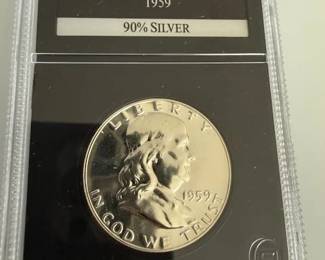 1959
90% SILVER
LIBERTY
1959
IN GOD WE TRUST